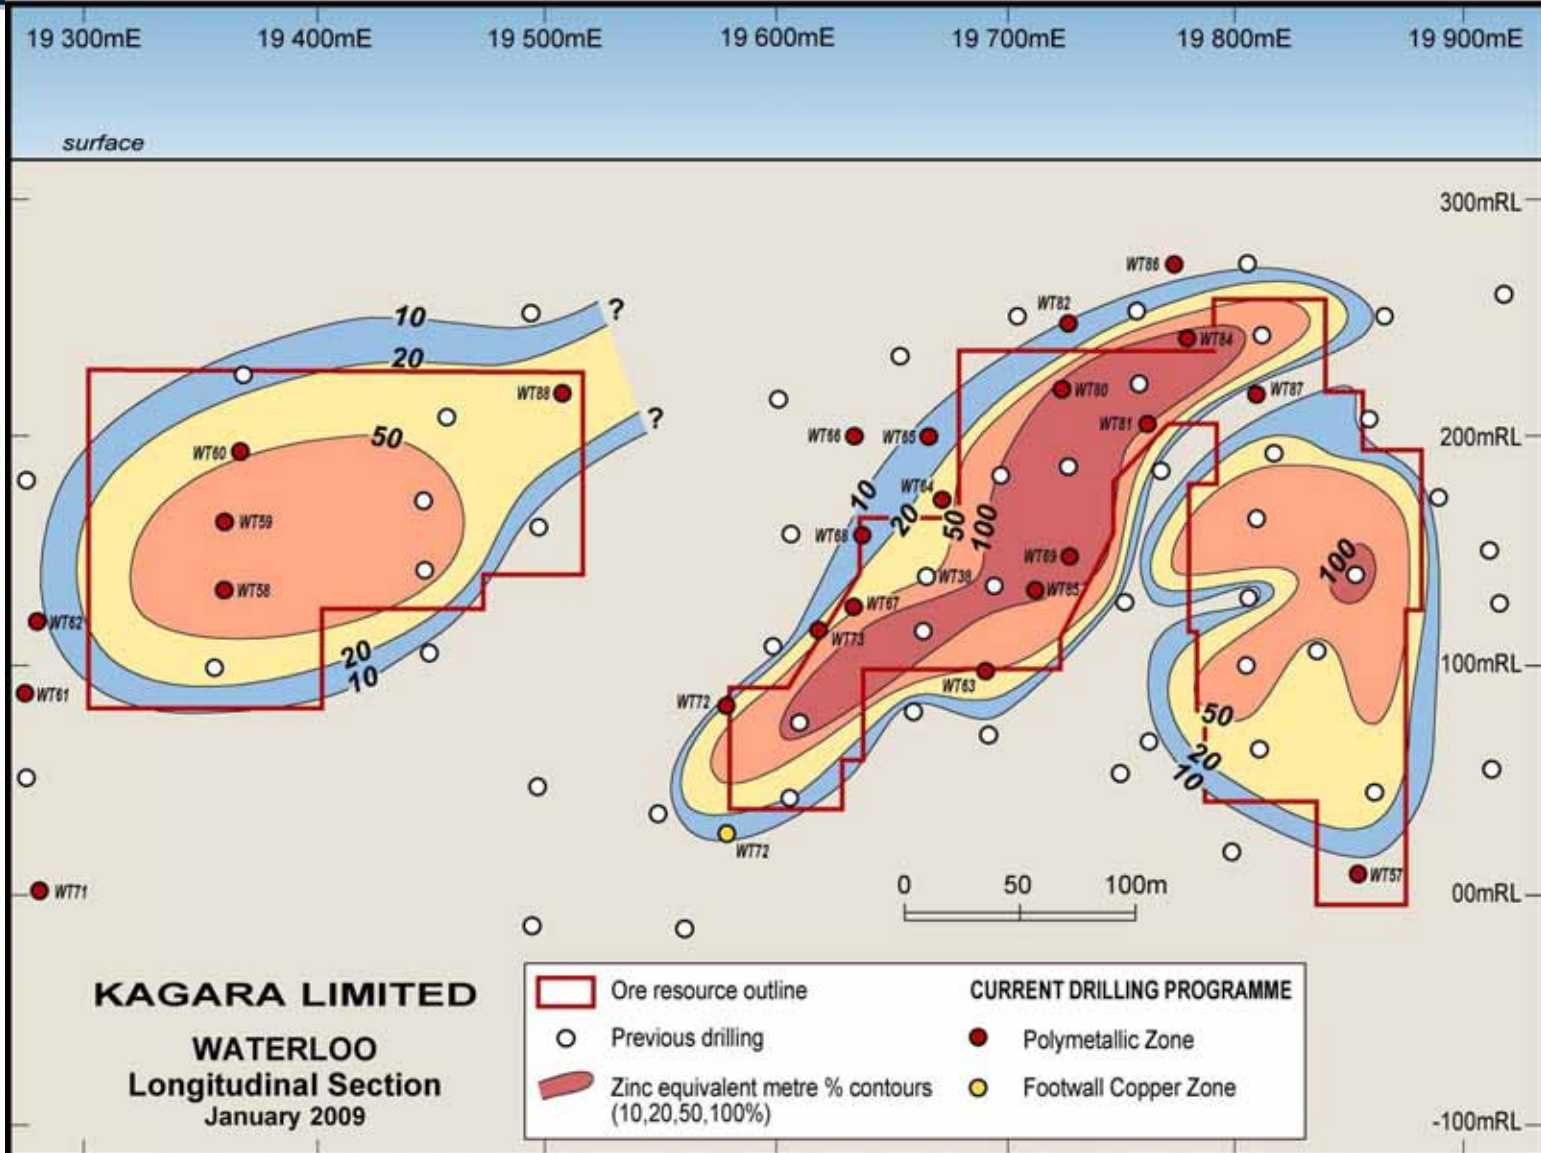 19 300mE
19 400mE
19 500mE
19 600mE
19 700mE
19 800mE
19 900mE
surface
300mRL
WT86
WT82
10
?
WT84
20
WT88
WT80
WT87
?
WT81
50
WT66
WT65
200mRL
WT60
WT64
10
20
50
100
WT59
WT68
WT69
100
WT38
WT58
WT85
WT67
WT62
WT73
20
10
100mRL
WT61
WT63
WT72
50
20
10
WT72
WT71
0
50
100m
WT57
00mRL
KAGARA LIMITED
WATERLOO
Longitudinal Section
January 2009
Ore resource outline
Previous drilling
Zinc equivalent metre % contours
(10,20,50,100%)
CURRENT DRILLING PROGRAMME
Polymetallic Zone
Footwall Copper Zone
-100mRL